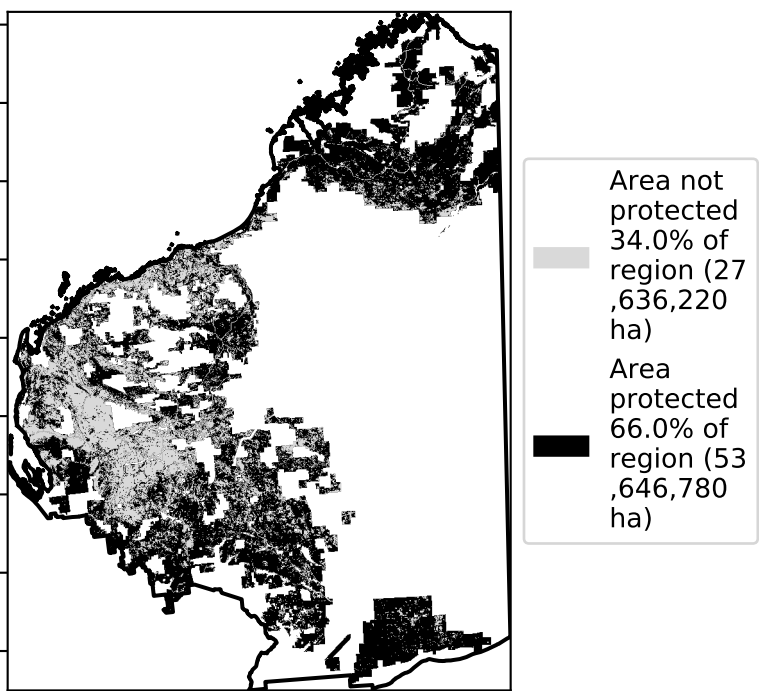 Area not
protected
34.0% of
region (27
,636,220
ha)
Area
protected
66.0% of
region (53
,646,780
ha)